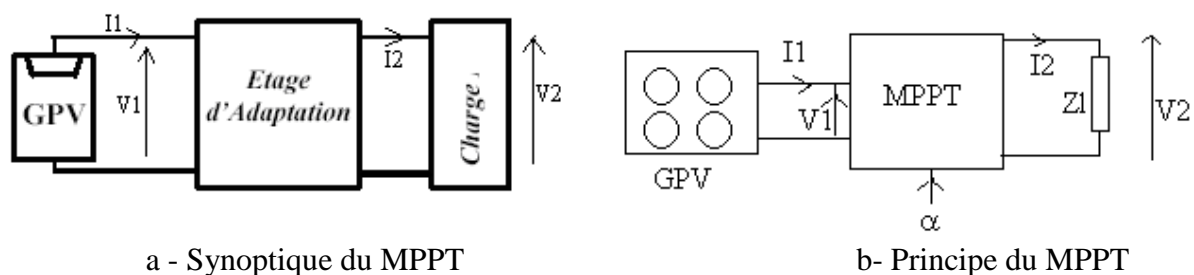 I1
V1
GPV
Etage
d'Adaptation
I2
Charge
V2
I1
V1
GPV
MPPT
α
I2
Z1
V2
a - Synoptique du MPPT
b- Principe du MPPT